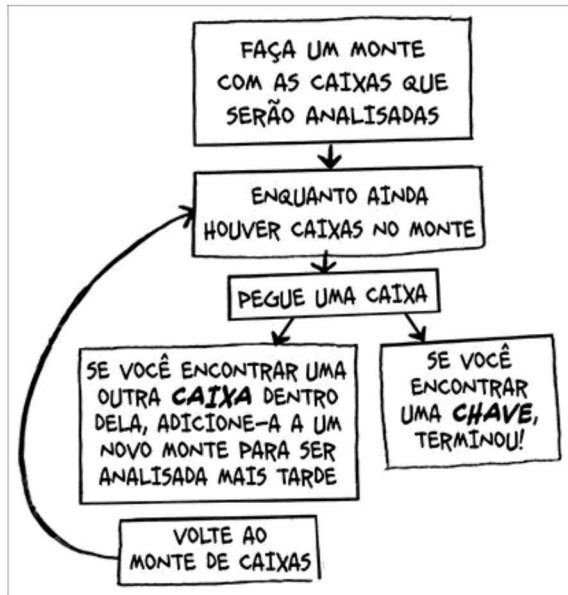 FAÇA UM MONTE
COM AS CAIXAS QUE
SERÃO ANALISADAS
ENQUANTO AINDA
HOUVER CAIXAS NO MONTE
PEGUE UMA CAIXA
SE VOCÊ ENCONTRAR UMA
OUTRA CAIXA DENTRO
DELA, ADICIONE-A A UM
NOVO MONTE PARA SER
ANALISADA MAIS TARDE
SE VOCÊ
ENCONTRAR
UMA CHAVE,
TERMINOU!
VOLTE AO
MONTE DE CAIXAS